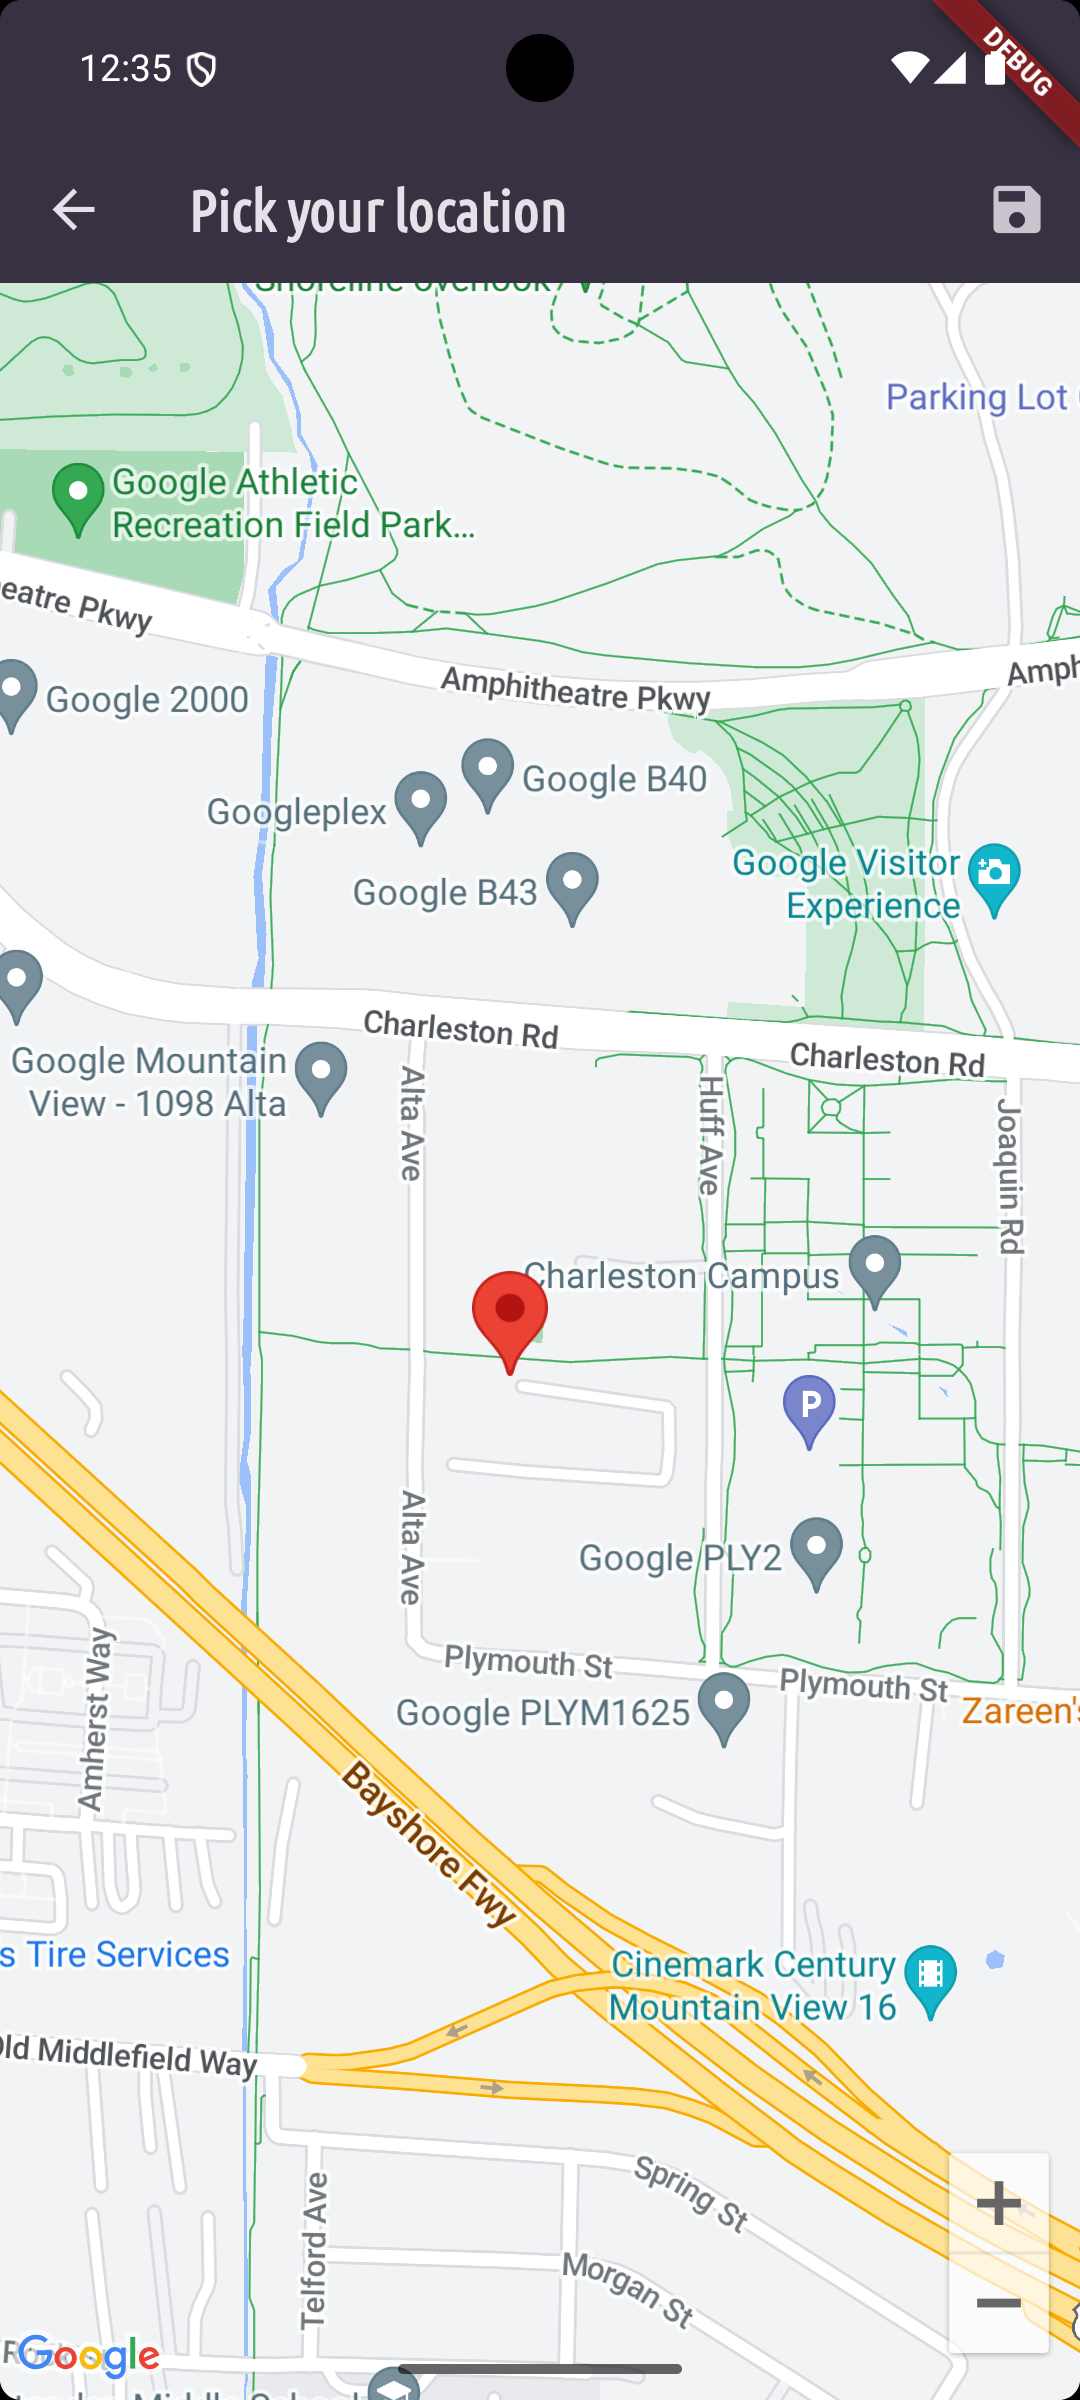 12:35
DEBUG
Pick your location
Shoreline overlook
Parking Lot
Google Athletic
Recreation Field Park...
eatre Pkwy
Amphitheatre Pkwy
Amph
Google 2000
Google B40
Googleplex
Google B43
Google Visitor
Experience
Charleston Rd
Charleston Rd
Google Mountain
View - 1098 Alta
Alta Ave
Huff Ave
Joaquin Rd
Charleston Campus
P
Alta Ave
Google PLY2
Plymouth St
Plymouth St
Google PLYM1625
Zareen's
Amherst Way
Bayshore Fwy
s Tire Services
Cinemark Century
Mountain View 16
Old Middlefield Way
Spring St
Telford Ave
Morgan St
+
−
Google